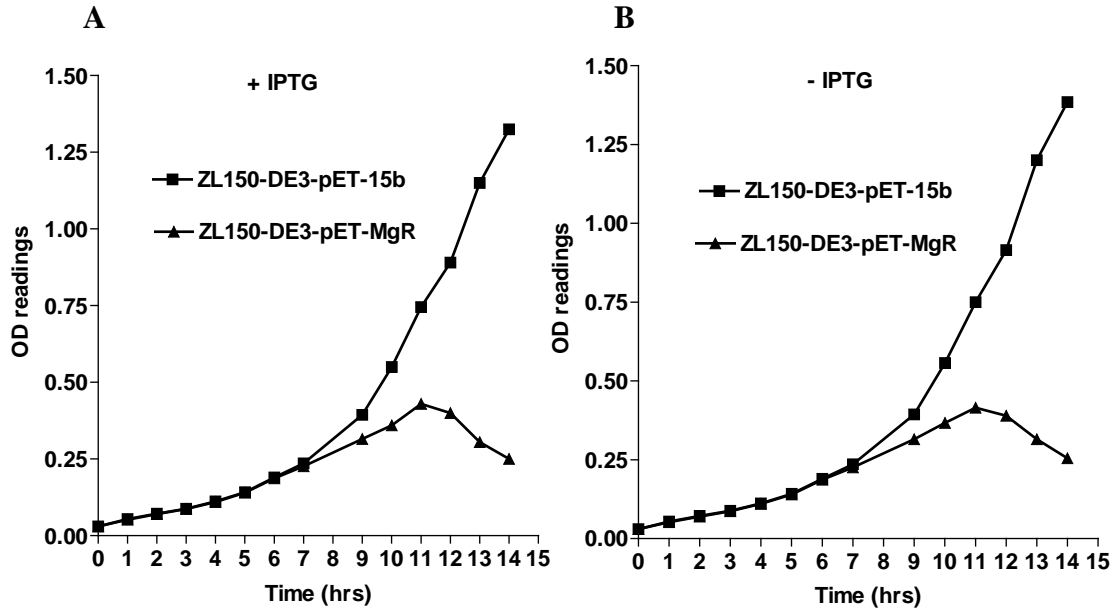 A
+ IPTG
ZL150-DE3-pET-15b
ZL150-DE3-pET-MgR
OD readings
1.50
1.25
1.00
0.75
0.50
0.25
0.00
0 1 2 3 4 5 6 7 8 9 10 11 12 13 14 15
Time (hrs)
B
- IPTG
ZL150-DE3-pET-15b
ZL150-DE3-pET-MgR
OD readings
1.50
1.25
1.00
0.75
0.50
0.25
0.00
0 1 2 3 4 5 6 7 8 9 10 11 12 13 14 15
Time (hrs)